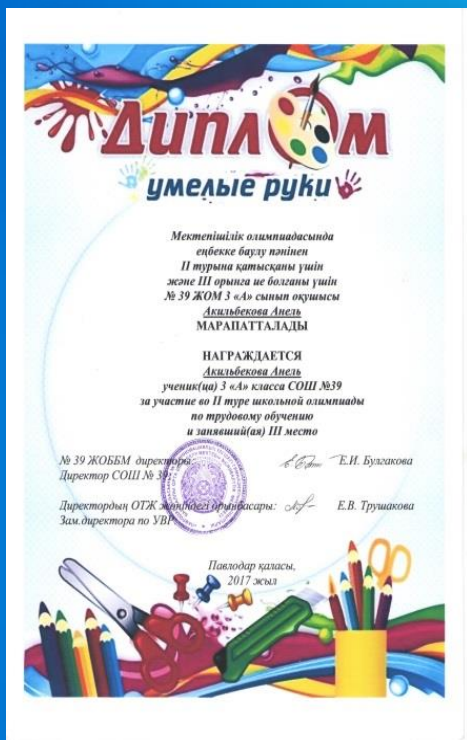 Диплом
умелые руки
Мектепішілік олимпиадасында
еңбекке баулу пәнінен
II турына қатысқаны үшін
және III орынға ие болғаны үшін
№ 39 ЖОМ 3 «А» сынып оқушысы
Акильбекова Анель
МАРАПАТТАЛАДЫ
НАГРАЖДАЕТСЯ
Акильбекова Анель
ученик(ца) 3 «А» класса СОШ №39
за участие во II туре школьной олимпиады
по трудовому обучению
и занявший(ая) III место
№ 39 ЖОББМ директоры: Е.И. Булгакова
Директор СОШ № 39:
Директордың ОТЖ жөніндегі орынбасары: Е.В. Трушакова
Зам.директора по УВР
Павлодар қаласы,
2017 жыл